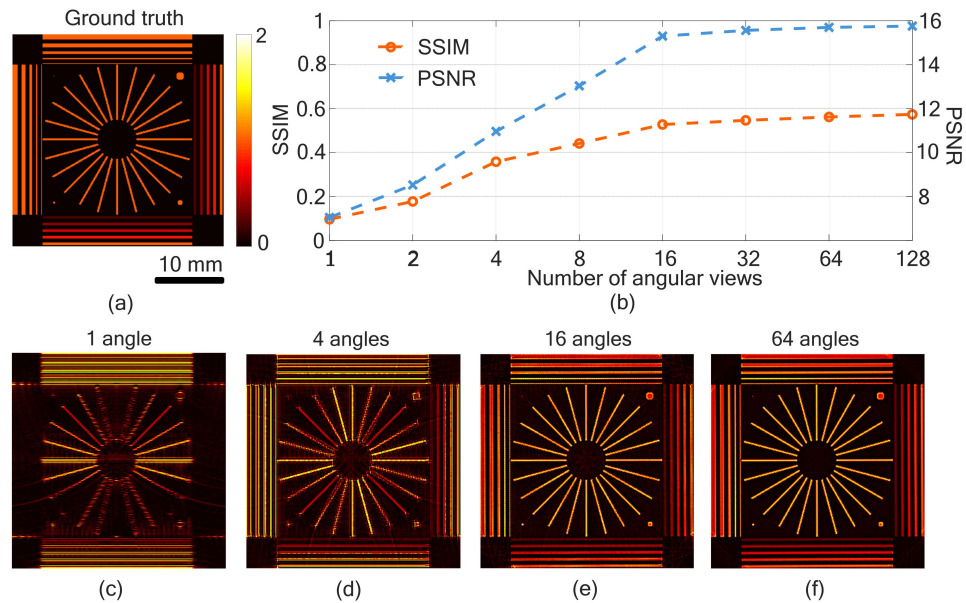 Ground truth
2
0
10 mm
(a)
SSIM
PSNR
1
0.8
0.6
0.4
0.2
0
SSIM
16
14
12
10
8
PSNR
1 2 4 8 16 32 64 128
Number of angular views
(b)
1 angle
4 angles
16 angles
64 angles
(c)
(d)
(e)
(f)